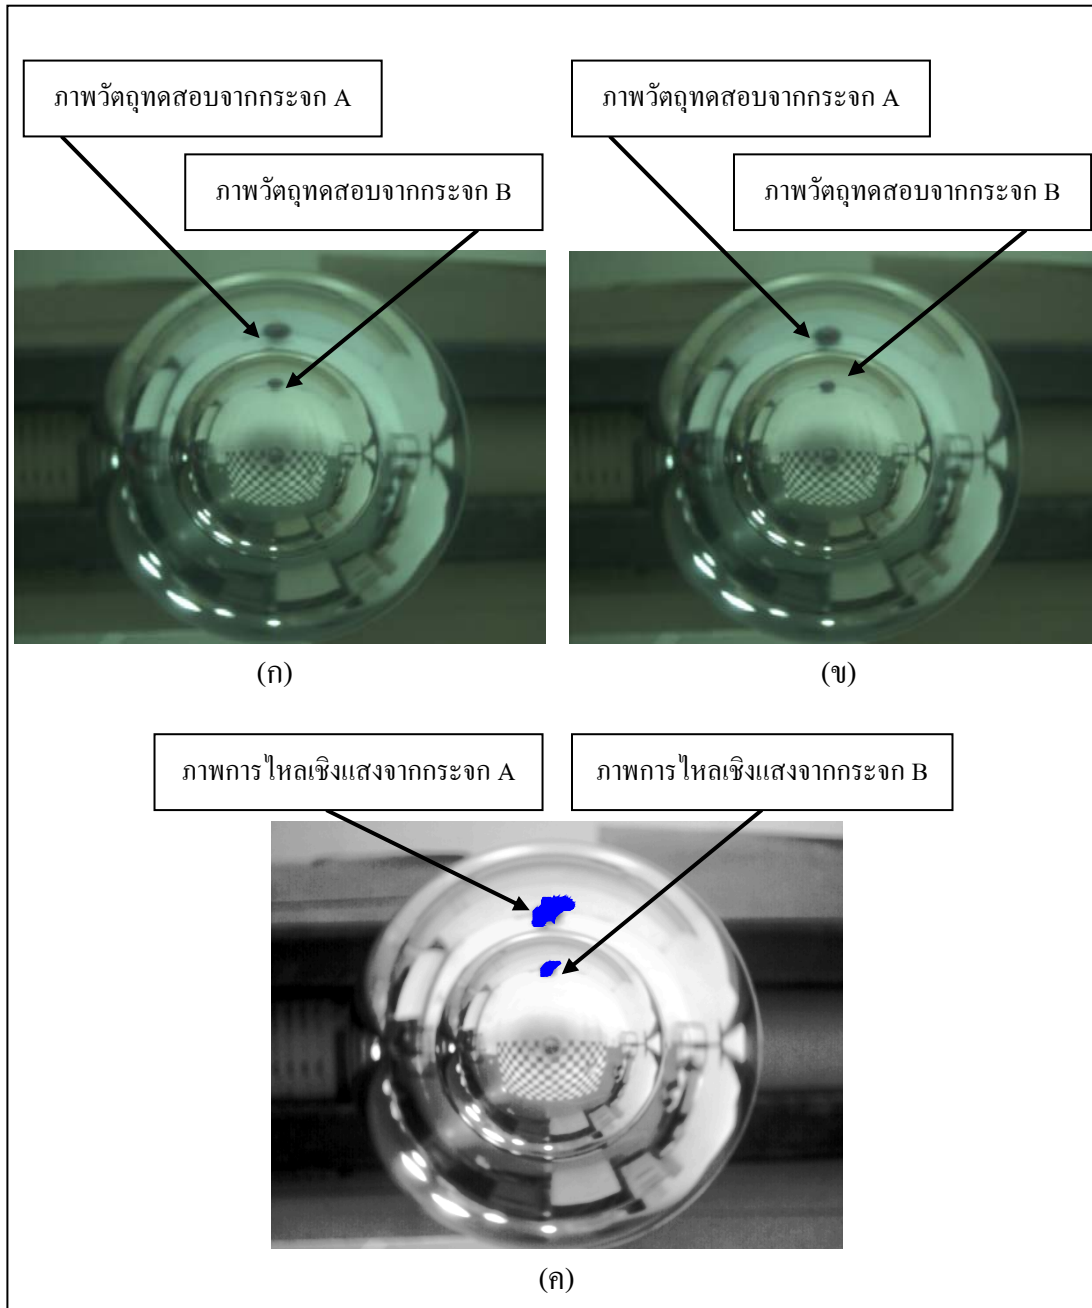 ภาพวัตถุทดสอบจากกระจก A
ภาพวัตถุทดสอบจากกระจก A
ภาพวัตถุทดสอบจากกระจก B
ภาพวัตถุทดสอบจากกระจก B
(ก)
(ข)
ภาพการไหลเชิงแสงจากกระจก A
ภาพการไหลเชิงแสงจากกระจก B
(ค)